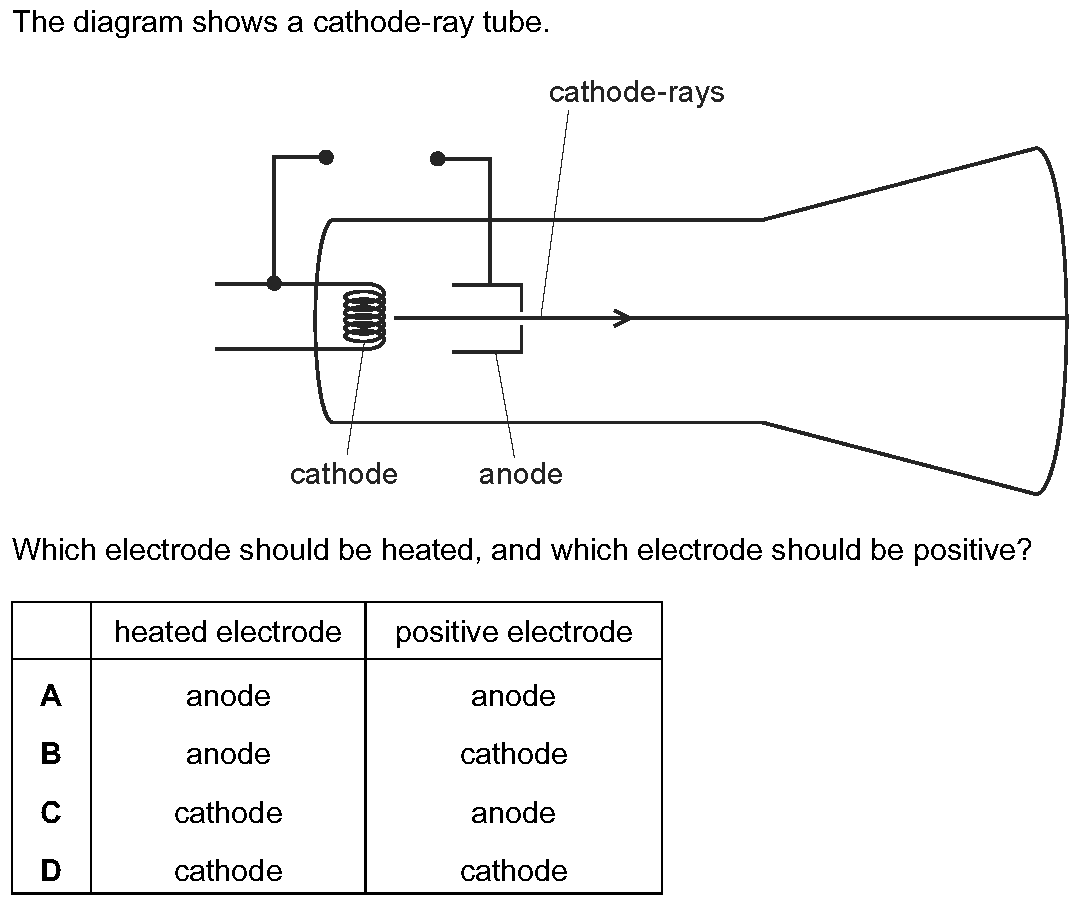 The diagram shows a cathode-ray tube.
cathode-rays
cathode
anode
Which electrode should be heated, and which electrode should be positive?
heated electrode positive electrode
A anode anode
B anode cathode
C cathode anode
D cathode cathode